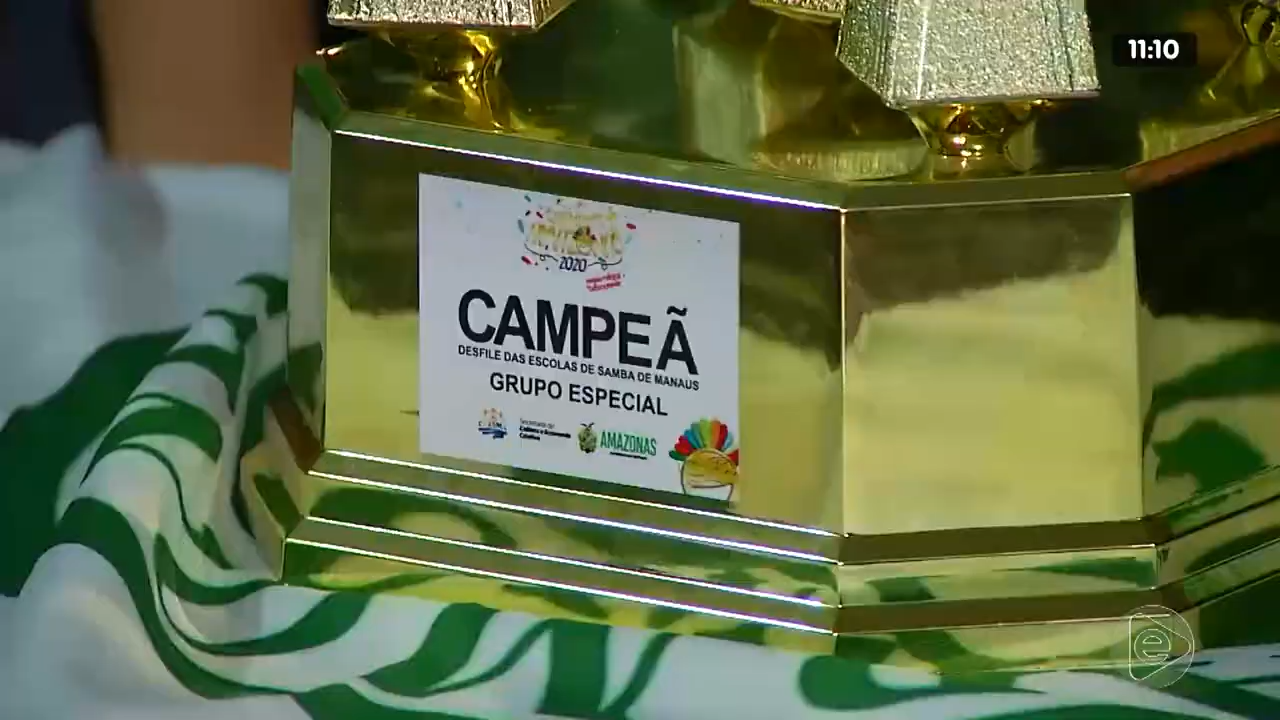 11:10
2020
CAMPEÃ
DESFILE DAS ESCOLAS DE SAMBA DE MANAUS
GRUPO ESPECIAL
AMAZONAS
e